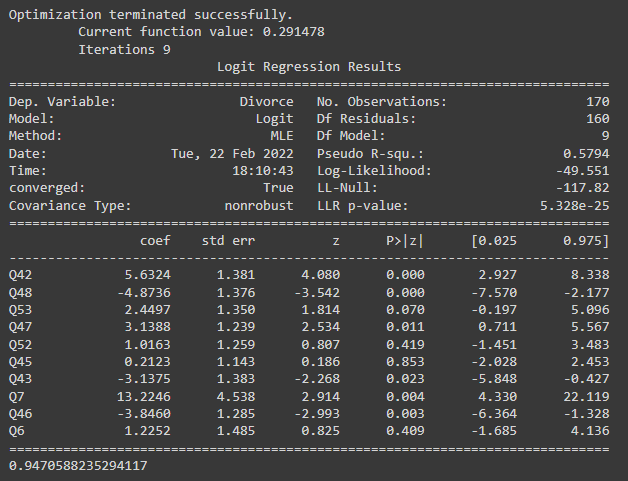 Optimization terminated successfully.
         Current function value: 0.291478
         Iterations 9
                           Logit Regression Results
==============================================================================
Dep. Variable:                Divorce   No. Observations:                  170
Model:                          Logit   Df Residuals:                      160
Method:                           MLE   Df Model:                            9
Date:                Tue, 22 Feb 2022   Pseudo R-squ.:                  0.5794
Time:                        18:10:43   Log-Likelihood:                -49.551
converged:                       True   LL-Null:                       -117.82
Covariance Type:            nonrobust   LLR p-value:                 5.328e-25
==============================================================================
                 coef    std err          z      P>|z|      [0.025      0.975]
------------------------------------------------------------------------------
Q42            5.6324      1.381      4.080      0.000       2.927       8.338
Q48           -4.8736      1.376     -3.542      0.000      -7.570      -2.177
Q53            2.4497      1.350      1.814      0.070      -0.197       5.096
Q47            3.1388      1.239      2.534      0.011       0.711       5.567
Q52            1.0163      1.259      0.807      0.419      -1.451       3.483
Q45            0.2123      1.143      0.186      0.853      -2.028       2.453
Q43           -3.1375      1.383     -2.268      0.023      -5.848      -0.427
Q7            13.2246      4.538      2.914      0.004       4.330      22.119
Q46           -3.8460      1.285     -2.993      0.003      -6.364      -1.328
Q6             1.2252      1.485      0.825      0.409      -1.685       4.136
==============================================================================
0.9470588235294117